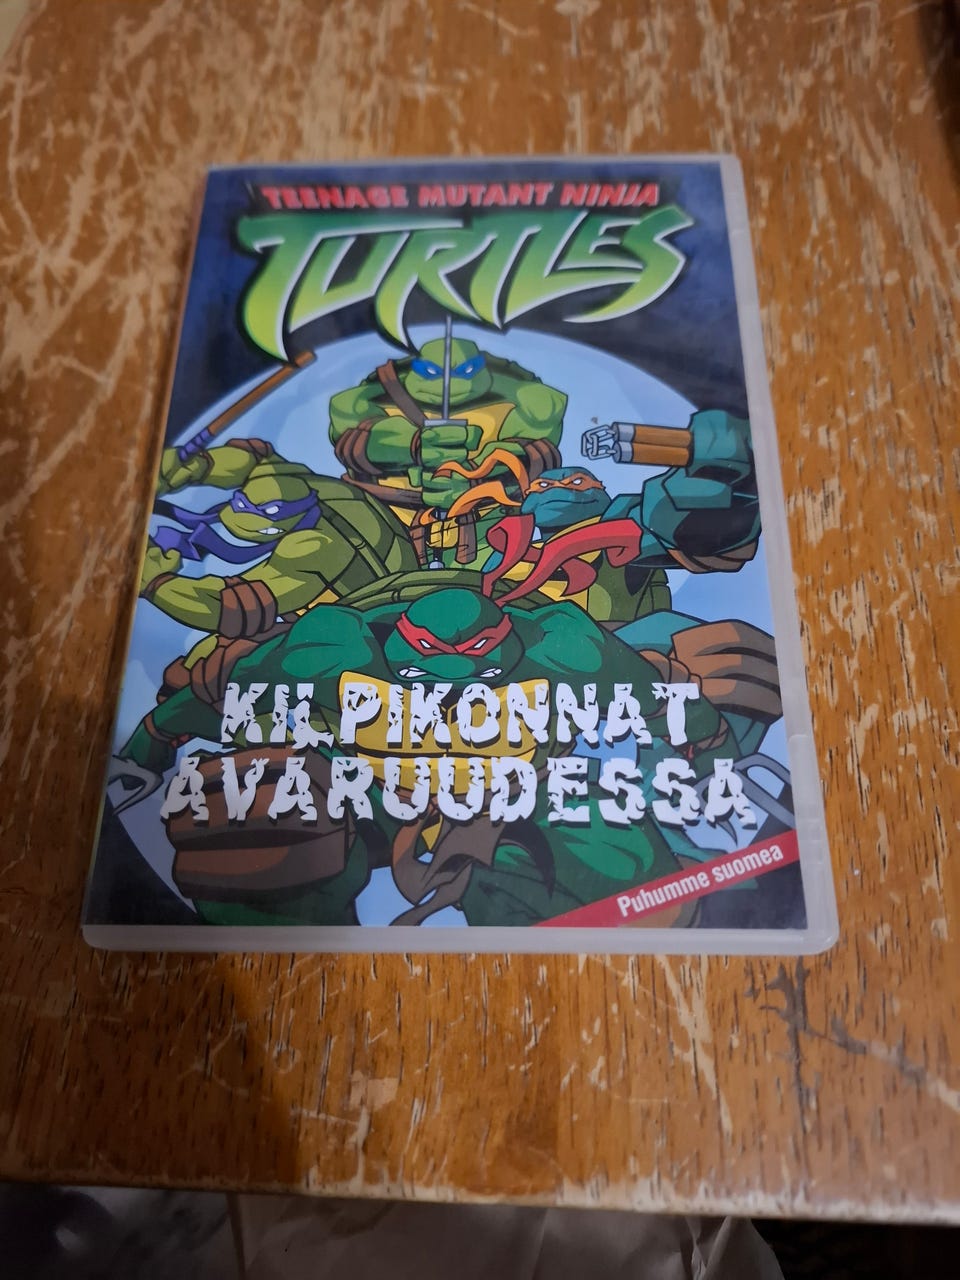 TEENAGE MUTANT NINJA
TURTLES
KILPIKONNAT
AVARUUDESSA
Puhumme suomea